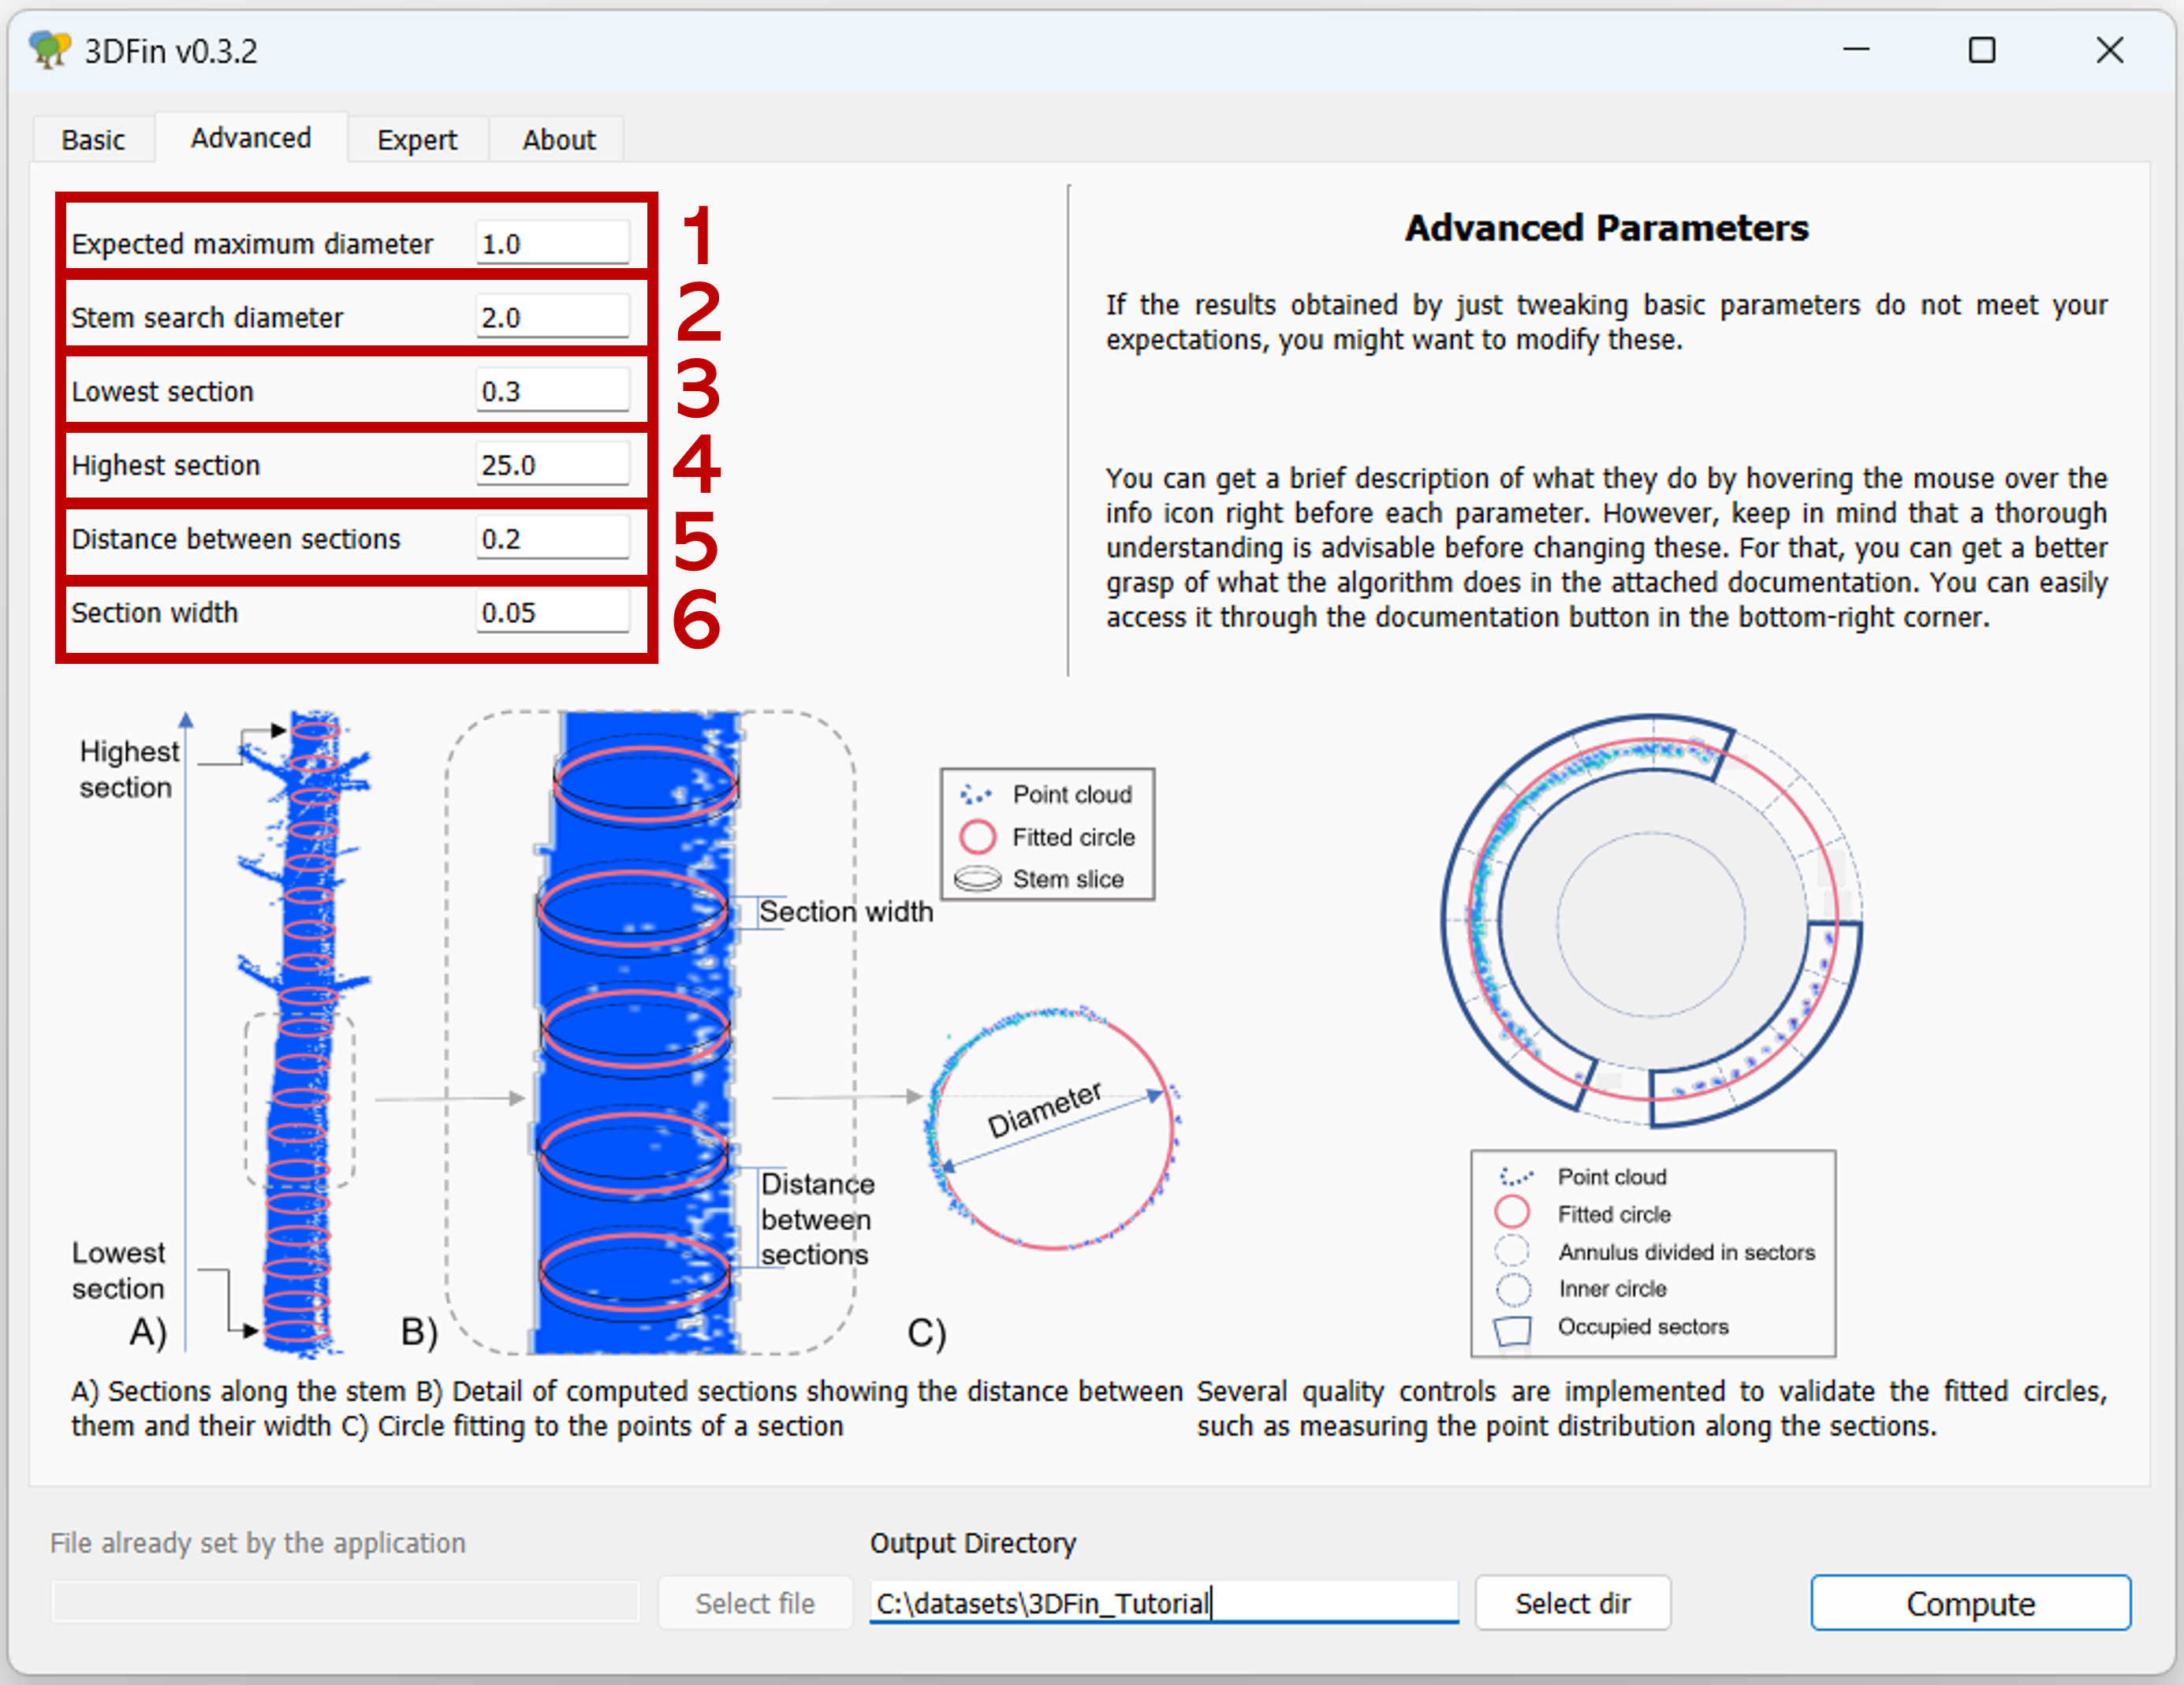 3DFin v0.3.2
Basic
Advanced
Expert
About
Expected maximum diameter 1.0
1
Stem search diameter 2.0
2
Lowest section 0.3
3
Highest section 25.0
4
Distance between sections 0.2
5
Section width 0.05
6
Advanced Parameters
If the results obtained by just tweaking basic parameters do not meet your
expectations, you might want to modify these.
You can get a brief description of what they do by hovering the mouse over the
info icon right before each parameter. However, keep in mind that a thorough
understanding is advisable before changing these. For that, you can get a better
grasp of what the algorithm does in the attached documentation. You can easily
access it through the documentation button in the bottom-right corner.
Highest
section
Lowest
section
A)
B)
Section width
Distance
between
sections
Point cloud
Fitted circle
Stem slice
Diameter
C)
Point cloud
Fitted circle
Annulus divided in sectors
Inner circle
Occupied sectors
A) Sections along the stem B) Detail of computed sections showing the distance between
them and their width C) Circle fitting to the points of a section
Several quality controls are implemented to validate the fitted circles,
such as measuring the point distribution along the sections.
File already set by the application
Select file
Output Directory
C:\datasets\3DFin_Tutorial
Select dir
Compute